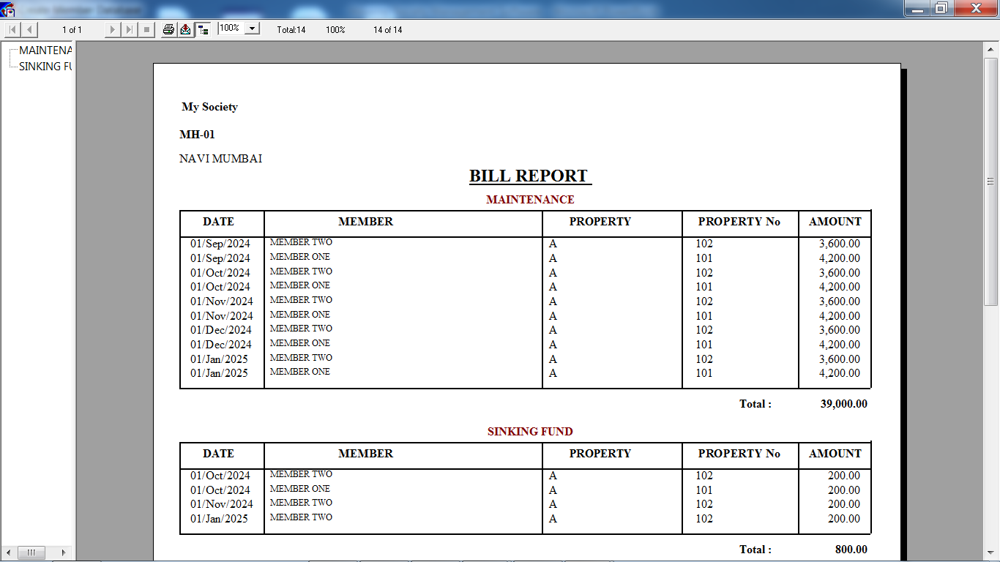 1 of 1 100% Total:14 100% 14 of 14
MAINTENA
SINKING FU
My Society
MH-01
NAVI MUMBAI
BILL REPORT
MAINTENANCE
DATE MEMBER PROPERTY PROPERTY No AMOUNT
01/Sep/2024 MEMBER TWO A 102 3,600.00
01/Sep/2024 MEMBER ONE A 101 4,200.00
01/Oct/2024 MEMBER TWO A 102 3,600.00
01/Oct/2024 MEMBER ONE A 101 4,200.00
01/Nov/2024 MEMBER TWO A 102 3,600.00
01/Nov/2024 MEMBER ONE A 101 4,200.00
01/Dec/2024 MEMBER TWO A 102 3,600.00
01/Dec/2024 MEMBER ONE A 101 4,200.00
01/Jan/2025 MEMBER TWO A 102 3,600.00
01/Jan/2025 MEMBER ONE A 101 4,200.00
Total : 39,000.00
SINKING FUND
DATE MEMBER PROPERTY PROPERTY No AMOUNT
01/Oct/2024 MEMBER TWO A 102 200.00
01/Oct/2024 MEMBER ONE A 101 200.00
01/Nov/2024 MEMBER TWO A 102 200.00
01/Jan/2025 MEMBER TWO A 102 200.00
Total : 800.00